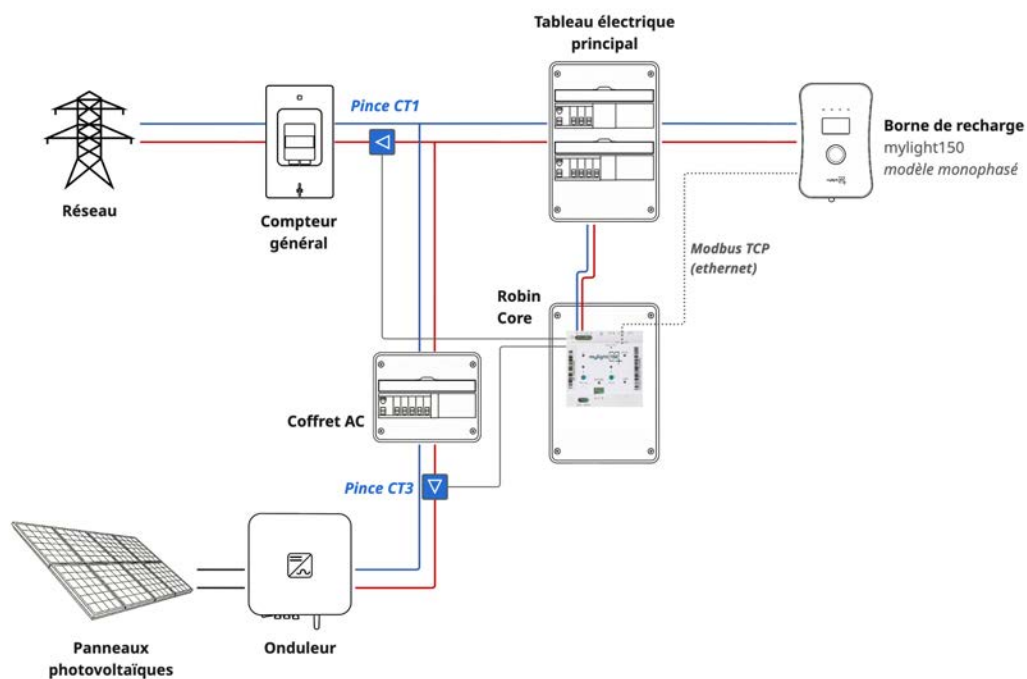 Tableau électrique
principal
Pince CT1
Borne de recharge
mylight150
modèle monophasé
Réseau
Compteur
général
Modbus TCP
(ethernet)
Robin
Core
mylight150
Coffret AC
Pince CT3
Panneaux
photovoltaïques
Onduleur